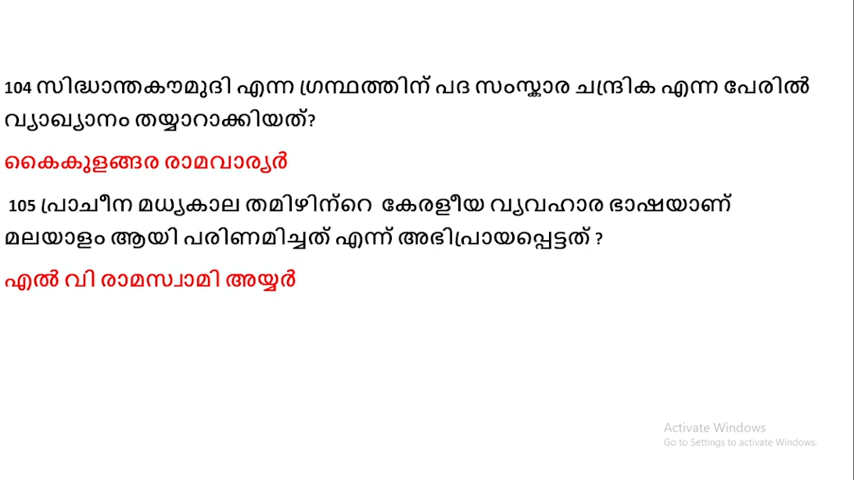 104 സിദ്ധാന്തകൗമുദി എന്ന ഗ്രന്ഥത്തിന് പദ സംസ്കാര ചന്ദ്രിക എന്ന പേരിൽ
വ്യാഖ്യാനം തയ്യാറാക്കിയത്?
കൈകുളങ്ങര രാമവാര്യർ
105 പ്രാചീന മധ്യകാല തമിഴിന്റെ കേരളീയ വ്യവഹാര ഭാഷയാണ്
മലയാളം ആയി പരിണമിച്ചത് എന്ന് അഭിപ്രായപ്പെട്ടത് ?
എൽ വി രാമസ്വാമി അയ്യർ
Activate Windows
Go to Settings to activate Windows.